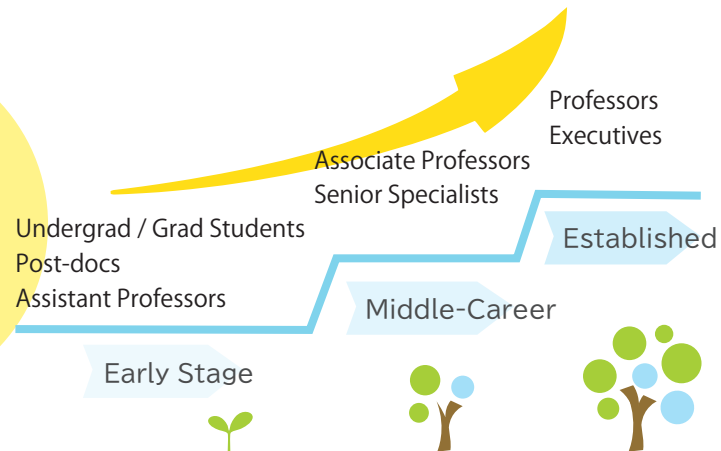 Professors
Executives
Associate Professors
Senior Specialists
Undergrad / Grad Students
Post-docs
Assistant Professors
Established
Middle-Career
Early Stage